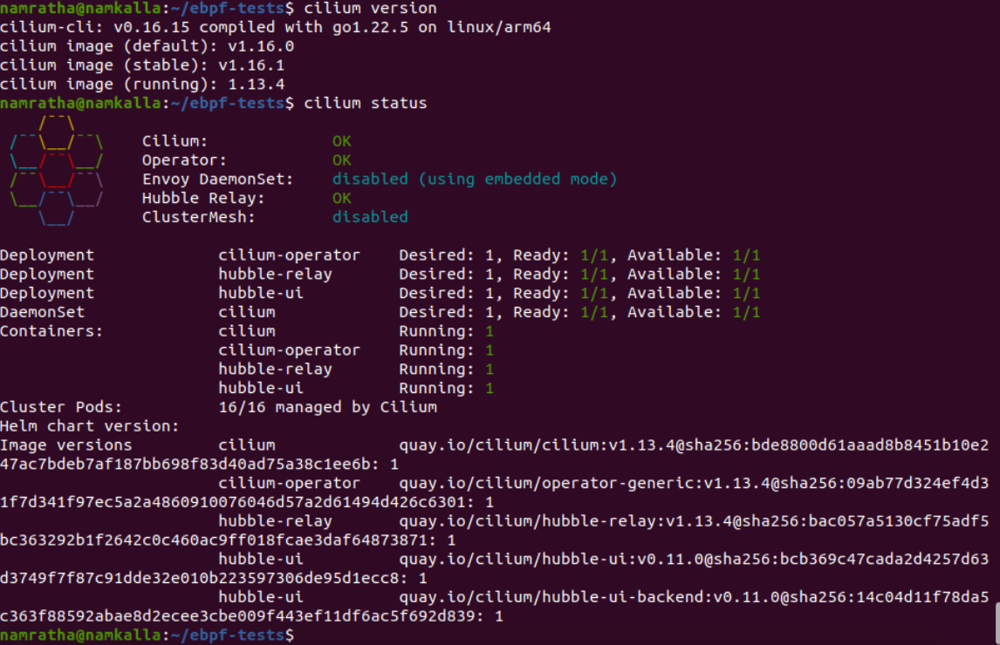 namratha@namkalla:~/ebpf-tests$ cilium version
cilium-cli: v0.16.15 compiled with go1.22.5 on linux/arm64
cilium image (default): v1.16.0
cilium image (stable): v1.16.1
cilium image (running): 1.13.4
namratha@namkalla:~/ebpf-tests$ cilium status
    /¯¯\
 /¯¯\__/¯¯\    Cilium:             OK
 \__/¯¯\__/    Operator:           OK
 /¯¯\__/¯¯\    Envoy DaemonSet:    disabled (using embedded mode)
 \__/¯¯\__/    Hubble Relay:       OK
    \__/       ClusterMesh:        disabled
Deployment             cilium-operator    Desired: 1, Ready: 1/1, Available: 1/1
Deployment             hubble-relay       Desired: 1, Ready: 1/1, Available: 1/1
Deployment             hubble-ui          Desired: 1, Ready: 1/1, Available: 1/1
DaemonSet              cilium             Desired: 1, Ready: 1/1, Available: 1/1
Containers:            cilium             Running: 1
                       cilium-operator    Running: 1
                       hubble-relay       Running: 1
                       hubble-ui          Running: 1
Cluster Pods:          16/16 managed by Cilium
Helm chart version:
Image versions         cilium             quay.io/cilium/cilium:v1.13.4@sha256:bde8800d61aaad8b8451b10e2
47ac7bdeb7af187bb698f83d40ad75a38c1ee6b: 1
                       cilium-operator    quay.io/cilium/operator-generic:v1.13.4@sha256:09ab77d324ef4d3
1f7d341f97ec5a2a4860910076046d57a2d61494d426c6301: 1
                       hubble-relay       quay.io/cilium/hubble-relay:v1.13.4@sha256:bac057a5130cf75adf5
bc363292b1f2642c0c460ac9ff018fcae3daf64873871: 1
                       hubble-ui          quay.io/cilium/hubble-ui:v0.11.0@sha256:bcb369c47cada2d4257d63
d3749f7f87c91dde32e010b223597306de95d1ecc8: 1
                       hubble-ui          quay.io/cilium/hubble-ui-backend:v0.11.0@sha256:14c04d11f78da5
c363f88592abae8d2ecee3cbe009f443ef11df6ac5f692d839: 1
namratha@namkalla:~/ebpf-tests$